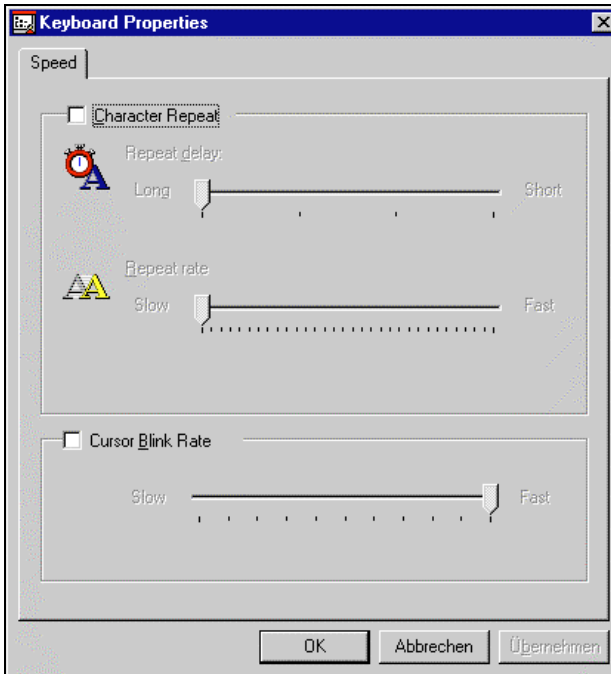 Keyboard Properties
Speed
Character Repeat
Repeat delay:
Long Short
Repeat rate
Slow Fast
Cursor Blink Rate
Slow Fast
OK Abbrechen Übernehmen